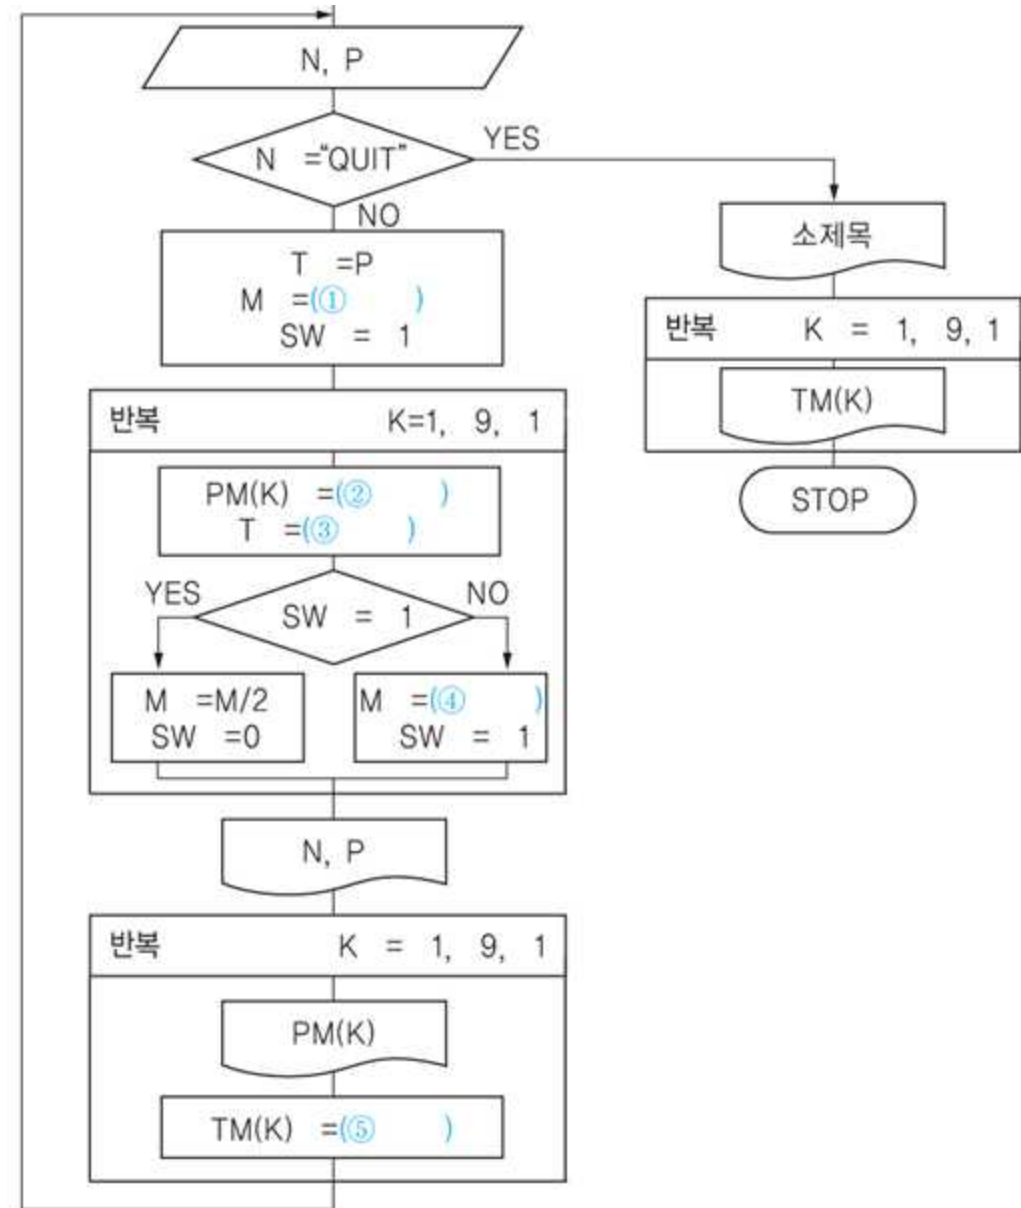 N, P
N ="QUIT"
YES
NO
T =P
M =(① )
SW = 1
반복 K=1, 9, 1
PM(K) =(② )
T =(③ )
YES
SW = 1
NO
M =M/2
SW =0
M =(④ )
SW = 1
N, P
반복 K = 1, 9, 1
PM(K)
TM(K) =(⑤ )
소제목
반복 K = 1, 9, 1
TM(K)
STOP